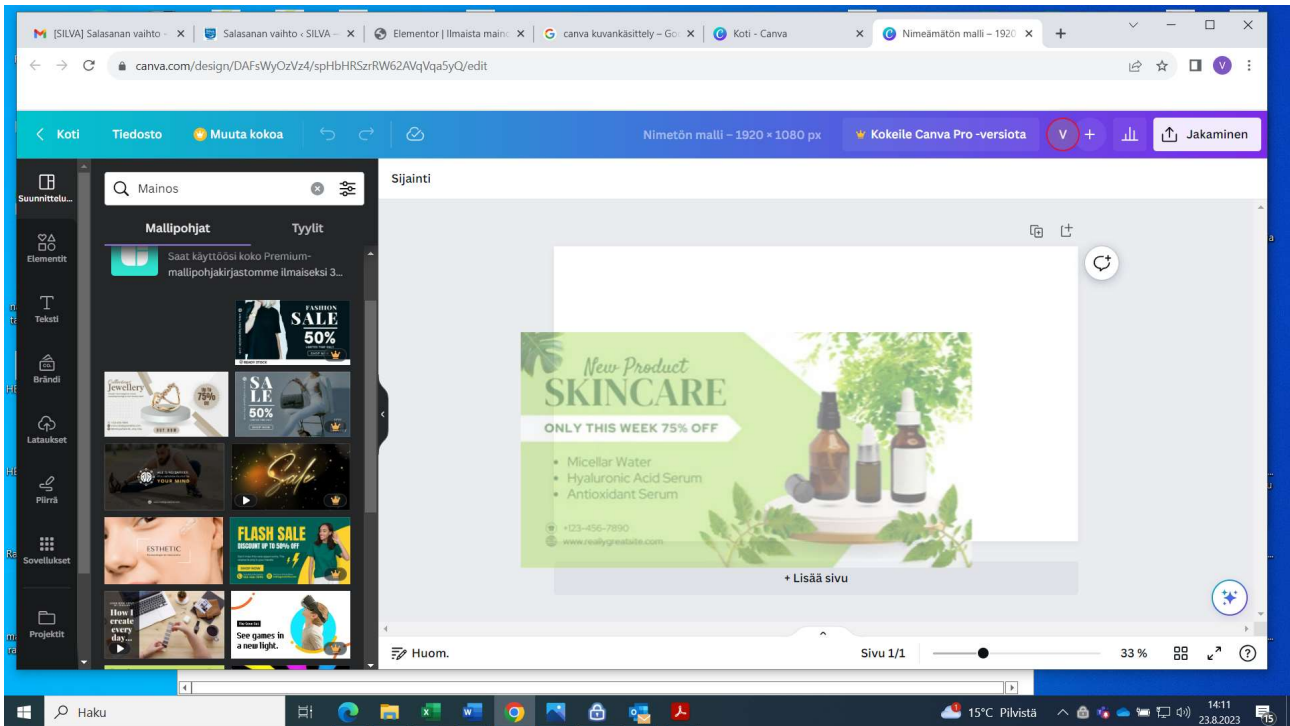 [SILVA] Salasanan vaihto -
Salasanan vaihto ‹ SILVA —
Elementor | Ilmaista maino
canva kuvankäsittely – Go
Koti - Canva
Nimeämätön malli – 1920
canva.com/design/DAFsWyOzVz4/spHbHRSzrRW62AVqVqa5yQ/edit
V
Koti
Tiedosto
Muuta kokoa
Nimetön malli – 1920 × 1080 px
Kokeile Canva Pro -versiota
V
+
Jakaminen
Suunnittelu...
Elementit
Teksti
Brändi
Lataukset
Piirrä
Sovellukset
Projektit
Mainos
Mallipohjat
Tyylit
Saat käyttöösi koko Premium-
mallipohjakirjastomme ilmaiseksi 3...
FASHION
SALE
50%
Jewellery
75%
SA
LE
50%
YOUR MIND
Sale
ESTHETIC
FLASH SALE
DISCOUNT UP TO 50% OFF
How I
create
every
day...
See games in
a new light.
Sijainti
New Product
SKINCARE
ONLY THIS WEEK 75% OFF
• Micellar Water
• Hyaluronic Acid Serum
• Antioxidant Serum
+123-456-7890
www.reallygreatsite.com
+ Lisää sivu
Huom.
Sivu 1/1
33 %
Haku
15°C Pilvistä
14:11
23.8.2023
15